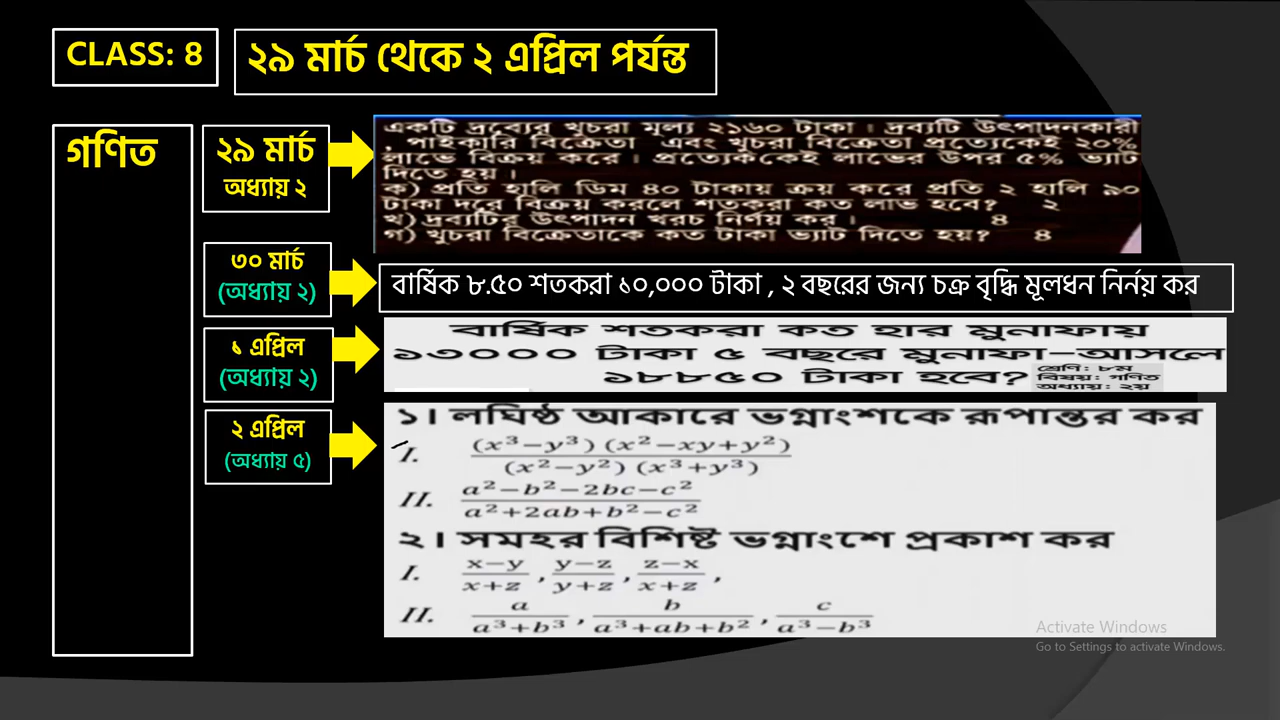 CLASS: 8
২৯ মার্চ থেকে ২ এপ্রিল পর্যন্ত
গণিত
২৯ মার্চ
অধ্যায় ২
একটি দ্রব্যের খুচরা মূল্য ২১৬০ টাকা । দ্রব্যটি উৎপাদনকারী
, পাইকারি বিক্রেতা এবং খুচরা বিক্রেতা প্রত্যেকেই ২০%
লাভে বিক্রয় করে । প্রত্যেককেই লাভের উপর ৫% ভ্যাট
দিতে হয় ।
ক) প্রতি হালি ডিম ৪০ টাকায় ক্রয় করে প্রতি ২ হালি ৯০
টাকা দরে বিক্রয় করলে শতকরা কত লাভ হবে? ২
খ) দ্রব্যটির উৎপাদন খরচ নির্ণয় কর । ৪
গ) খুচরা বিক্রেতাকে কত টাকা ভ্যাট দিতে হয়? ৪
৩০ মার্চ
(অধ্যায় ২)
বার্ষিক ৮.৫০ শতকরা ১০,০০০ টাকা , ২ বছরের জন্য চক্র বৃদ্ধি মূলধন নির্নয় কর
১ এপ্রিল
(অধ্যায় ২)
বার্ষিক শতকরা কত হার মুনাফায়
১৩০০০ টাকা ৫ বছরে মুনাফা-আসলে
১৮৮৫০ টাকা হবে?
শ্রেণি: ৮ম
বিষয়: গণিত
অধ্যায়: ২য়
২ এপ্রিল
(অধ্যায় ৫)
১। লঘিষ্ঠ আকারে ভগ্নাংশকে রূপান্তর কর
I. (x³−y³) (x²−xy+y²)
(x²−y²) (x³+y³)
II. a²−b²−2bc−c²
a²+2ab+b²−c²
২। সমহর বিশিষ্ট ভগ্নাংশে প্রকাশ কর
I. x−y , y−z , z−x ,
x+z y+z x+z
II. a , b , c
a³+b³ a³+ab+b² a³−b³
Activate Windows
Go to Settings to activate Windows.